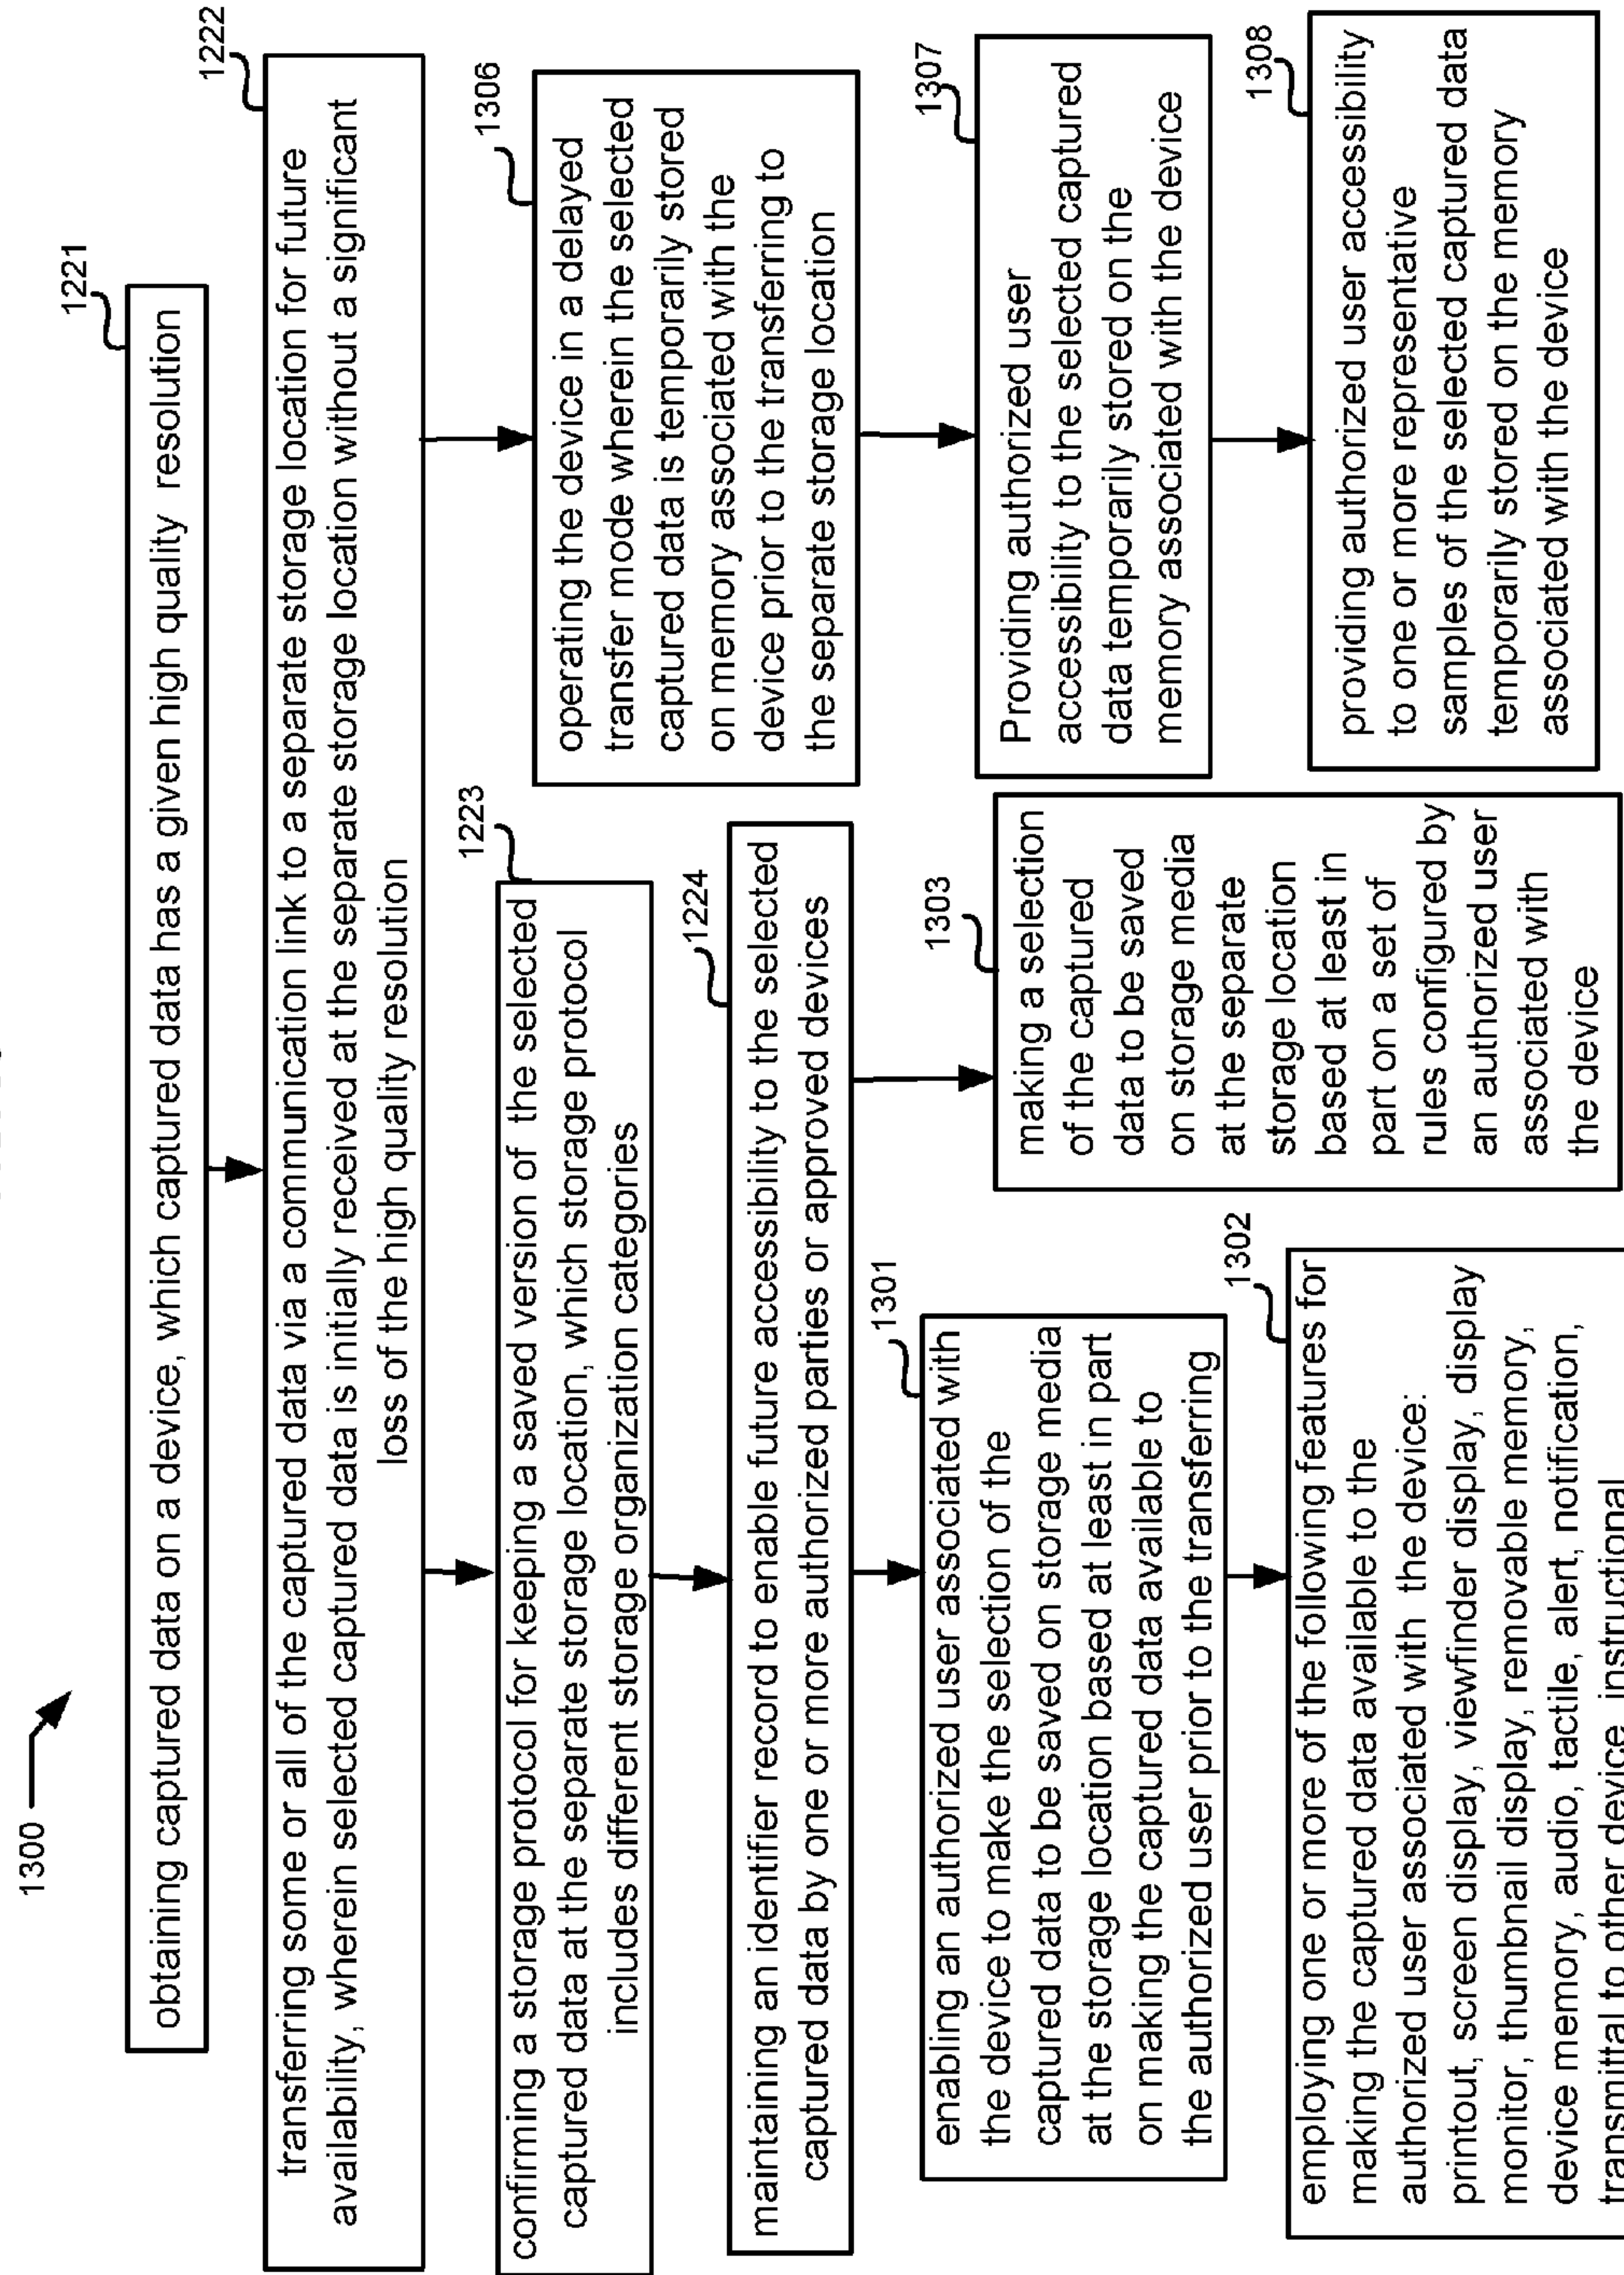 1300
1221
obtaining captured data on a device, which captured data has a given high quality resolution
1222
transferring some or all of the captured data via a communication link to a separate storage location for future
availability, wherein selected captured data is initially received at the separate storage location without a significant
loss of the high quality resolution
1223
confirming a storage protocol for keeping a saved version of the selected
captured data at the separate storage location, which storage protocol
includes different storage organization categories
1224
maintaining an identifier record to enable future accessibility to the selected
captured data by one or more authorized parties or approved devices
1301
enabling an authorized user associated with
the device to make the selection of the
captured data to be saved on storage media
at the storage location based at least in part
on making the captured data available to
the authorized user prior to the transferring
1302
employing one or more of the following features for
making the captured data available to the
authorized user associated with the device:
printout, screen display, viewfinder display, display
monitor, thumbnail display, removable memory,
device memory, audio, tactile, alert, notification,
transmittal to other device, instructional
1303
making a selection
of the captured
data to be saved
on storage media
at the separate
storage location
based at least in
part on a set of
rules configured by
an authorized user
associated with
the device
1306
operating the device in a delayed
transfer mode wherein the selected
captured data is temporarily stored
on memory associated with the
device prior to the transferring to
the separate storage location
1307
Providing authorized user
accessibility to the selected captured
data temporarily stored on the
memory associated with the device
1308
providing authorized user accessibility
to one or more representative
samples of the selected captured data
temporarily stored on the memory
associated with the device